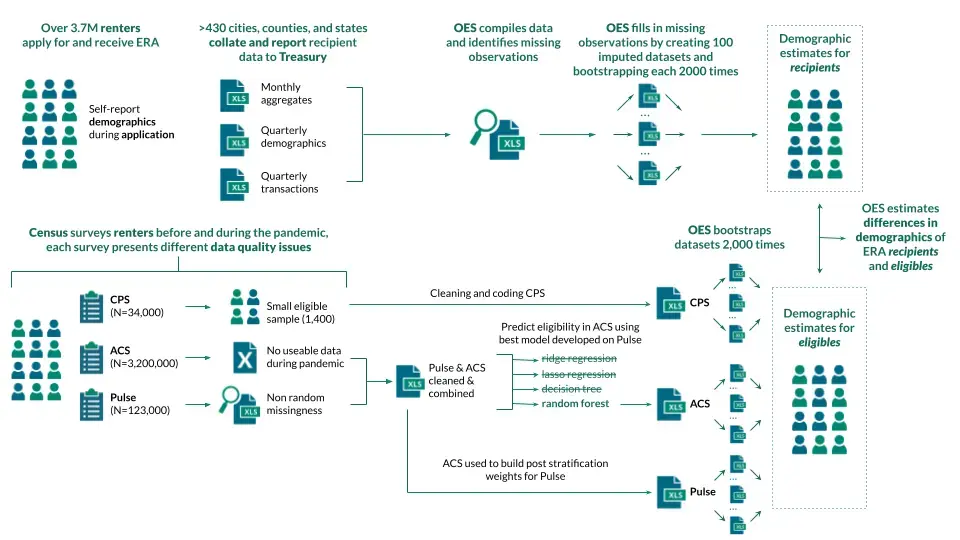 Over 3.7M renters
apply for and receive ERA
Self-report
demographics
during application
>430 cities, counties, and states
collate and report recipient
data to Treasury
XLS
Monthly
aggregates
XLS
Quarterly
demographics
XLS
Quarterly
transactions
OES compiles data
and identifies missing
observations
XLS
OES fills in missing
observations by creating 100
imputed datasets and
bootstrapping each 2000 times
XLS
...
XLS
...
XLS
Demographic
estimates for
recipients
OES estimates
differences in
demographics of
ERA recipients
and eligibles
Census surveys renters before and during the pandemic,
each survey presents different data quality issues
CPS
(N=34,000)
Small eligible
sample (1,400)
ACS
(N=3,200,000)
X
No useable data
during pandemic
Pulse
(N=123,000)
XLS
Non random
missingness
Cleaning and coding CPS
XLS
Pulse & ACS
cleaned &
combined
Predict eligibility in ACS using
best model developed on Pulse
ridge regression
lasso regression
decision tree
random forest
ACS used to build post stratification
weights for Pulse
OES bootstraps
datasets 2,000 times
XLS
CPS
XLS
...
XLS
...
XLS
XLS
ACS
XLS
...
XLS
...
XLS
XLS
Pulse
XLS
...
XLS
...
XLS
Demographic
estimates for
eligibles